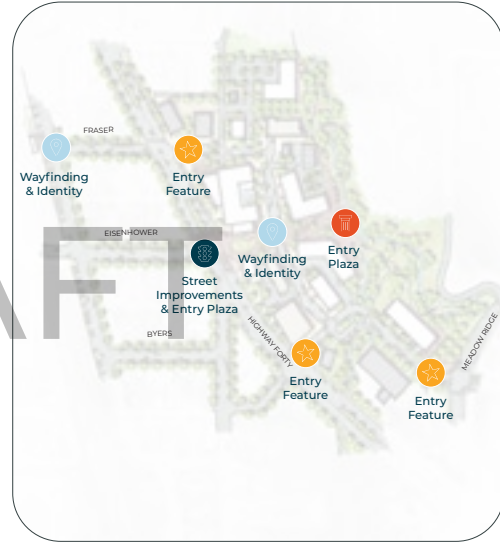 FRASER
Wayfinding
& Identity
Entry
Feature
EISENHOWER
Wayfinding
& Identity
Entry
Plaza
Street
Improvements
& Entry Plaza
BYERS
HIGHWAY FORTY
MEADOW RIDGE
Entry
Feature
Entry
Feature
AFT